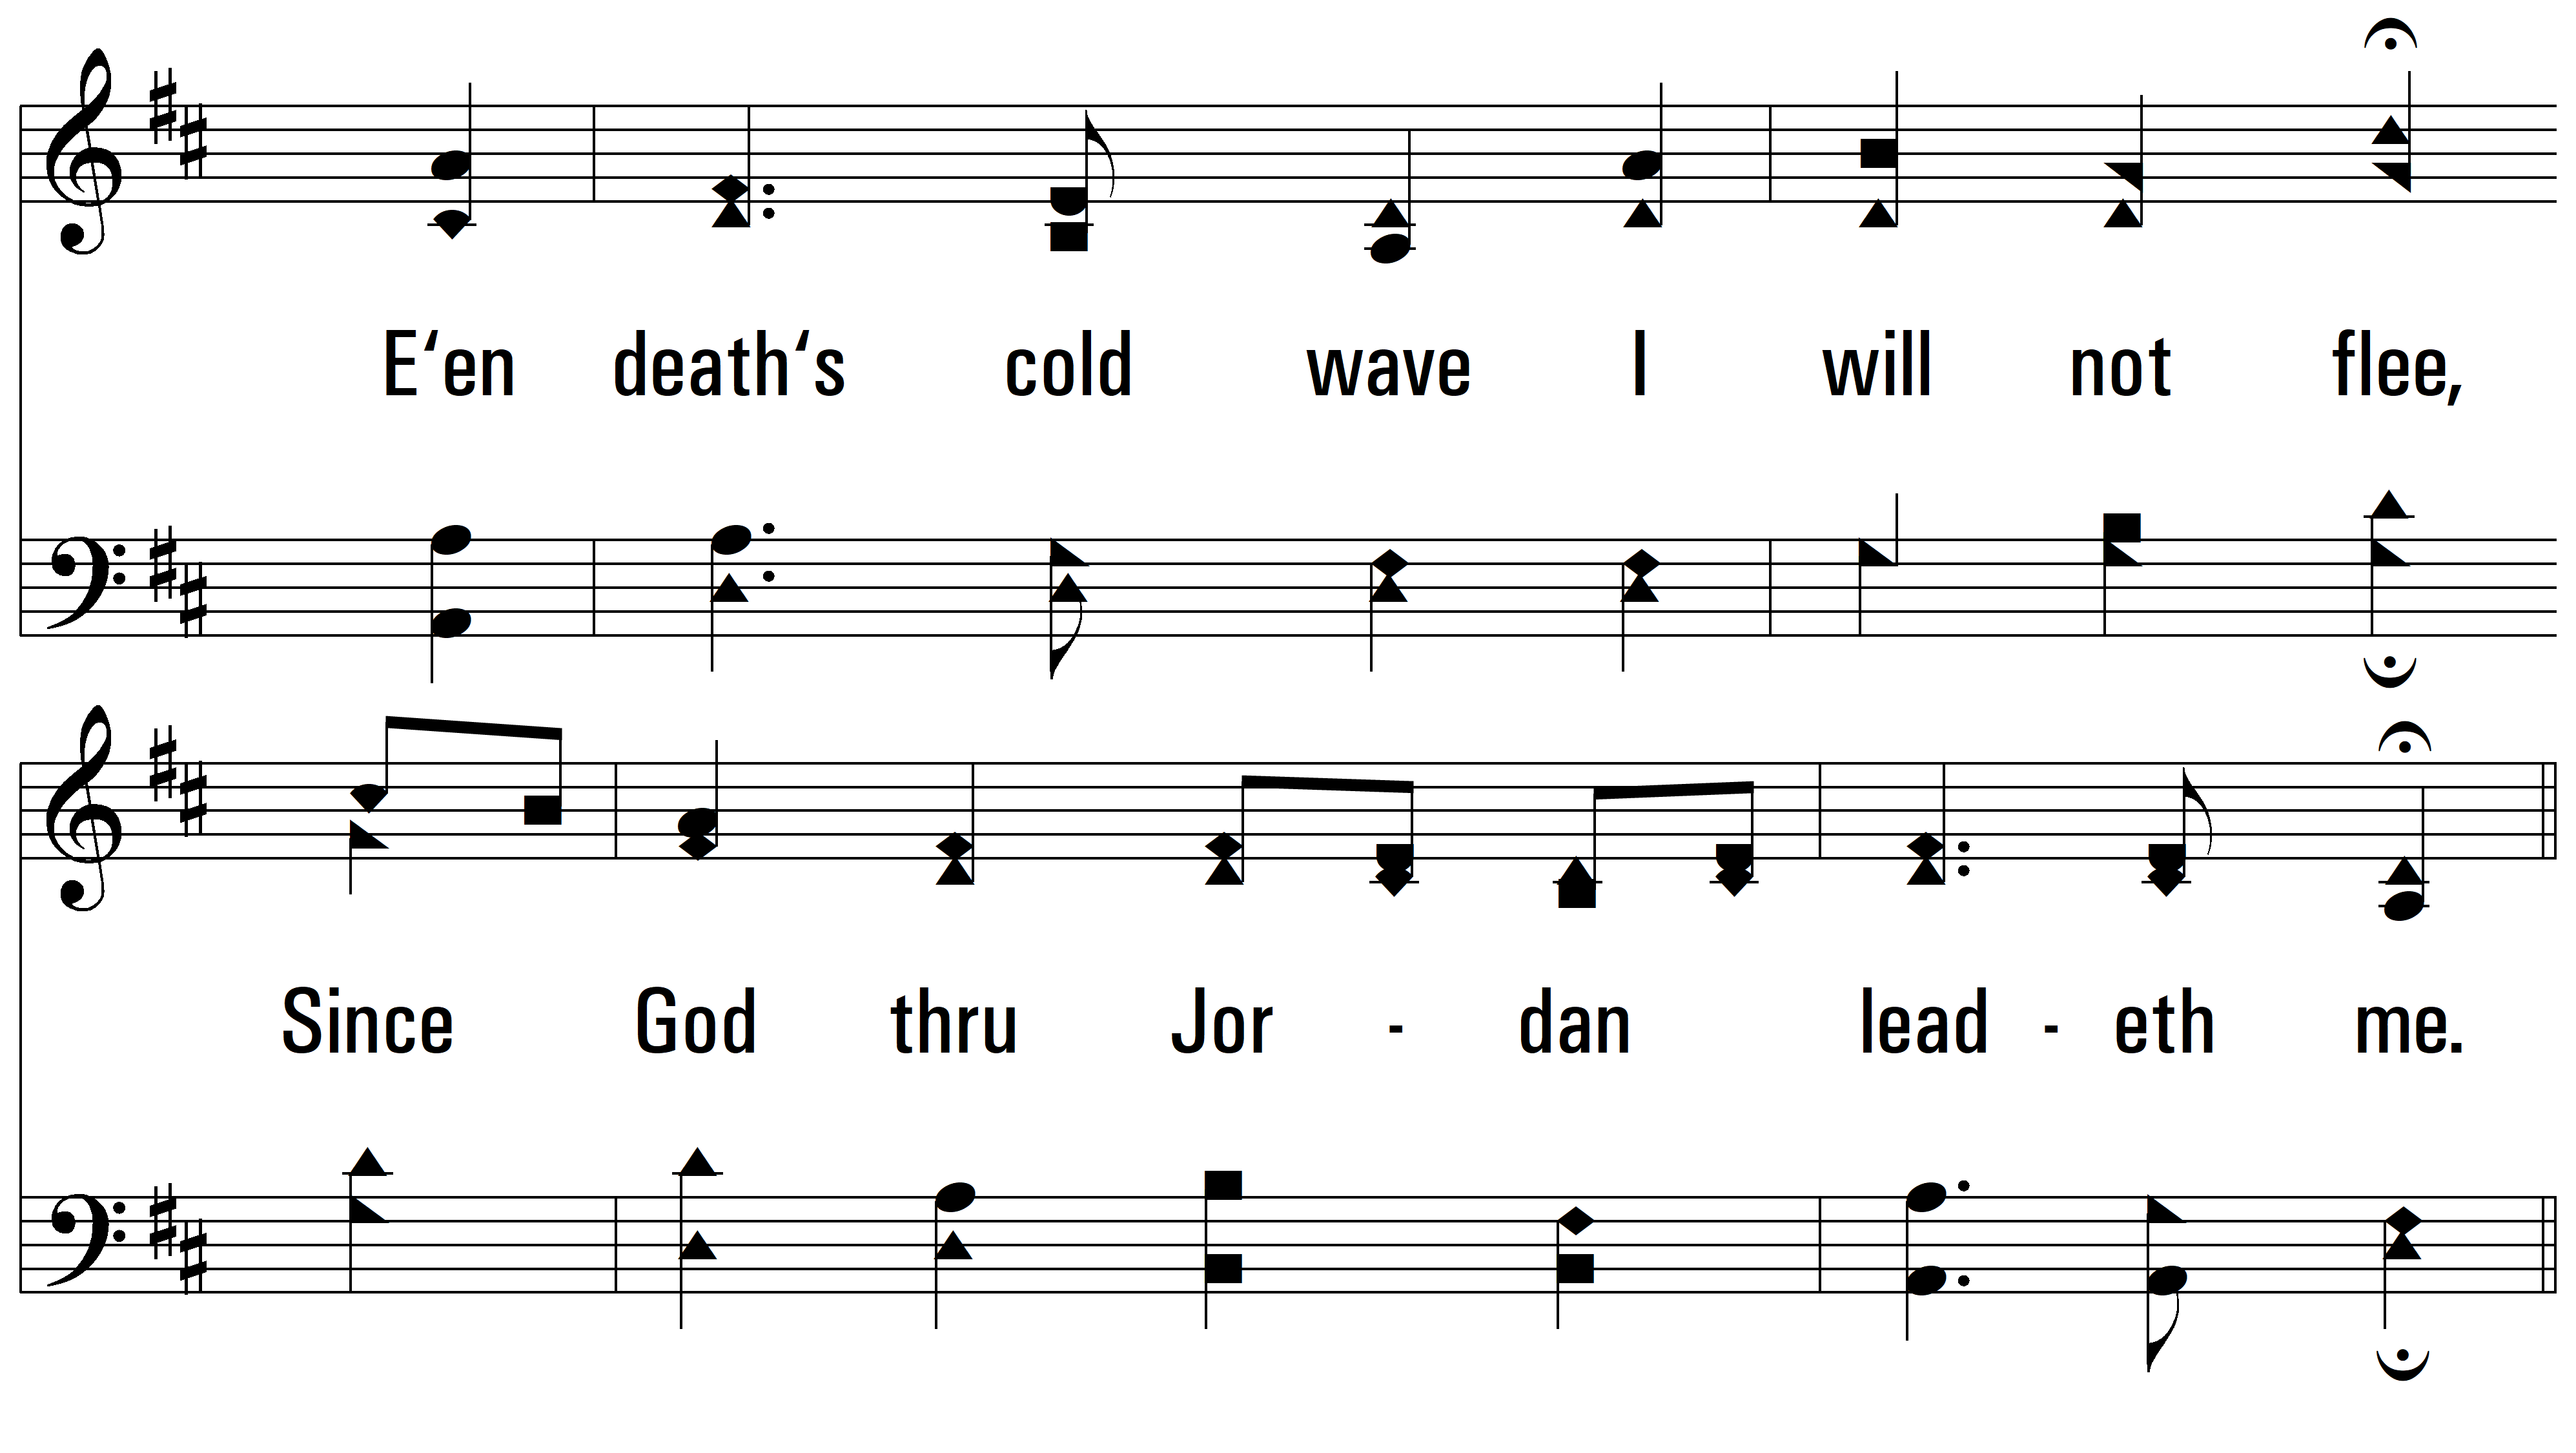 E‘en death‘s cold wave I will not flee,
Since God thru Jor - dan lead - eth me.